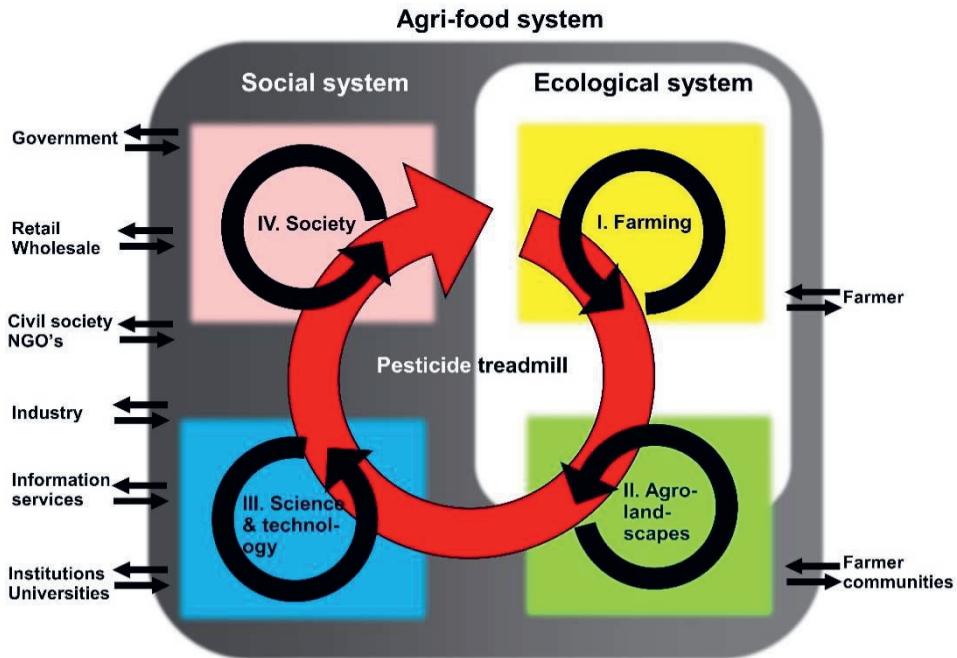 Agri-food system
Social system
Ecological system
Government
Retail
Wholesale
Civil society
NGO's
Industry
Information
services
Institutions
Universities
IV. Society
I. Farming
Pesticide treadmill
III. Science
& technol-
ogy
II. Agro-
land-
scapes
Farmer
Farmer
communities